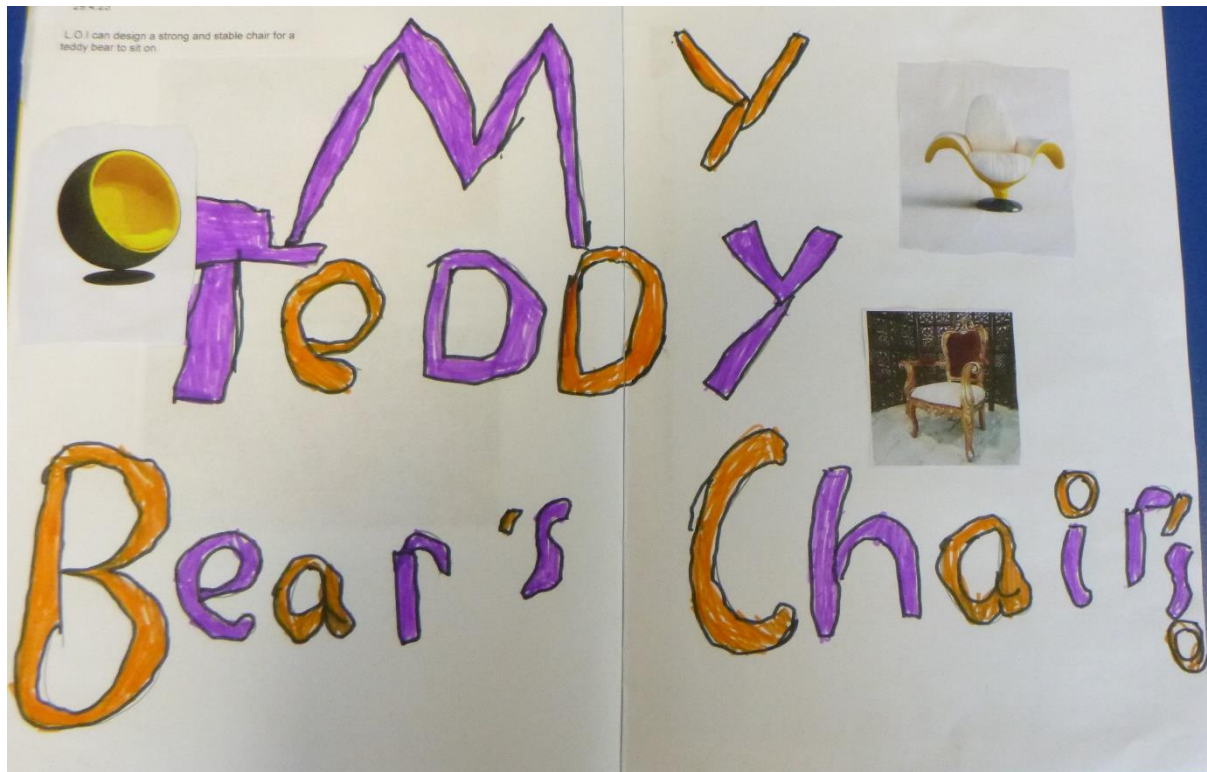 L.O.I can design a strong and stable chair for a
teddy bear to sit on
My
TeDDy
Bear's Chair!